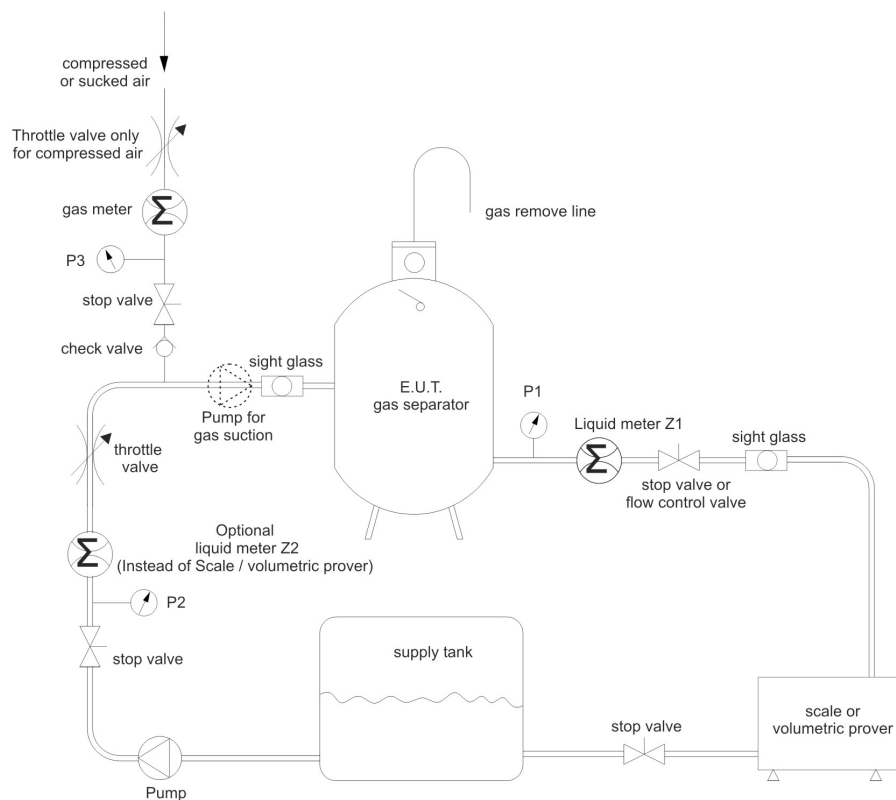 compressed
or sucked air
Throttle valve only
for compressed air
gas meter
Σ
P3
stop valve
check valve
sight glass
Pump for
gas suction
gas remove line
E.U.T.
gas separator
P1
Liquid meter Z1
Σ
sight glass
stop valve or
flow control valve
throttle
valve
Optional
liquid meter Z2
(Instead of Scale / volumetric prover)
Σ
P2
stop valve
supply tank
stop valve
scale or
volumetric prover
Pump